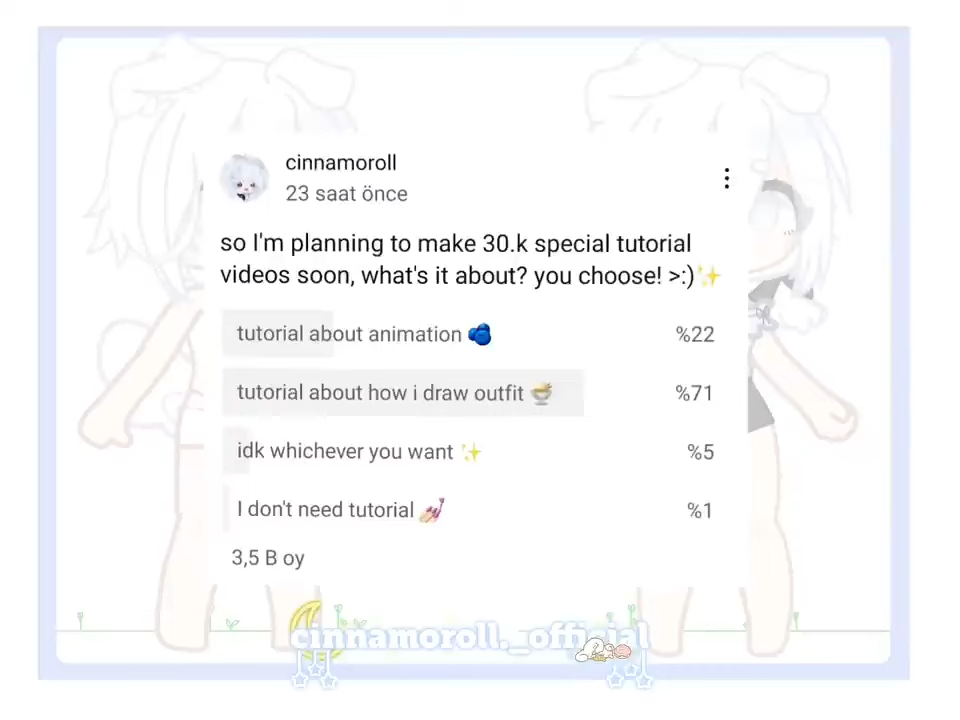 cinnamoroll
23 saat önce
so I'm planning to make 30.k special tutorial
videos soon, what's it about? you choose! >:)✨
tutorial about animation 🫐 %22
tutorial about how i draw outfit 🥣 %71
idk whichever you want ✨ %5
I don't need tutorial 💅 %1
3,5 B oy
cinnamoroll._official